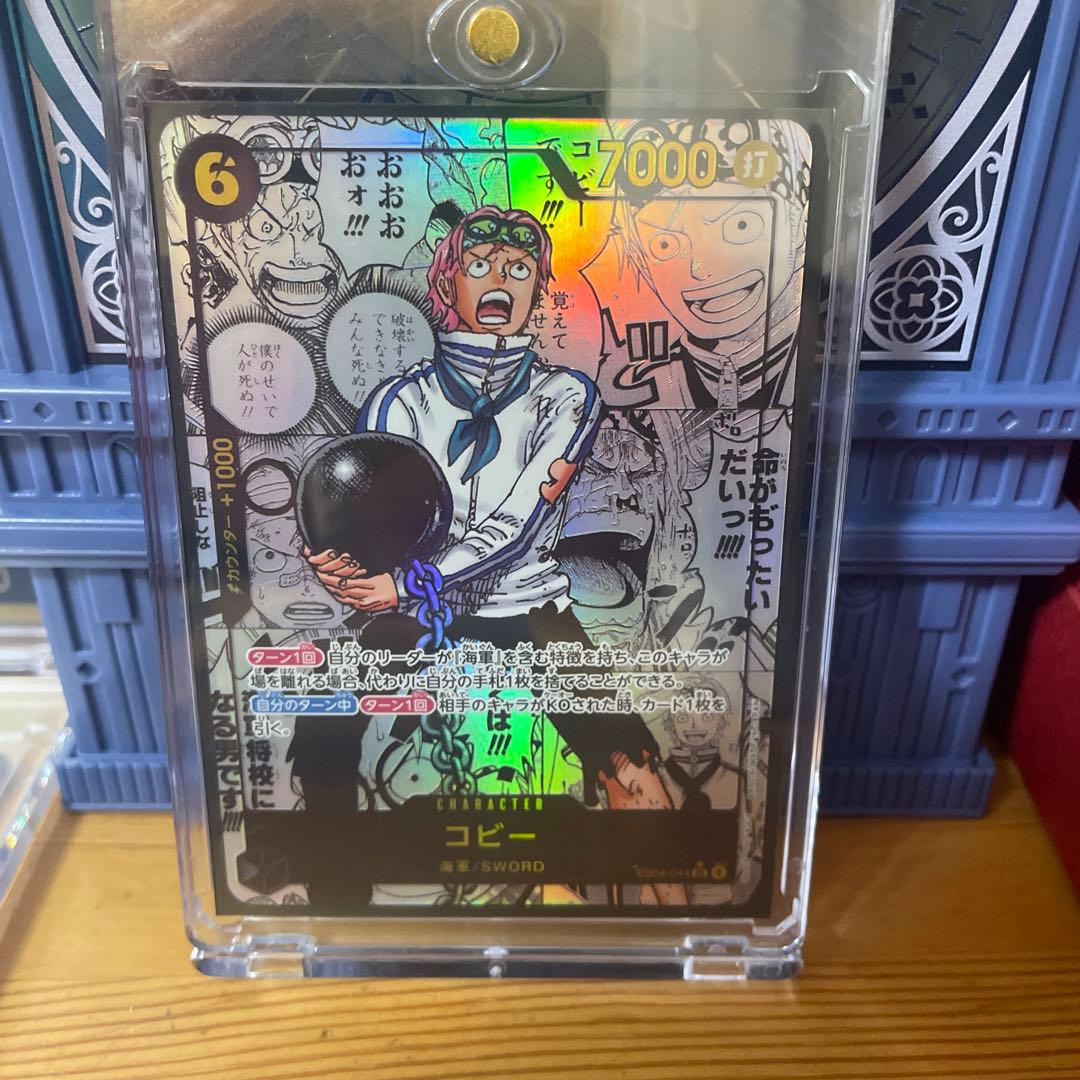 6
7000
打
おおお
おォ!!!
コビー
です!!!
覚えて
ません
破壊する
できなき
みんな死ぬ!!
僕のせいで
人が死ぬ!!
命がもったい
だいっ!!!!
カウンター+1000
阻止しな
ターン1回 自分のリーダーが『海軍』を含む特徴を持ち、このキャラが
場を離れる場合、代わりに自分の手札1枚を捨てることができる。
自分のターン中 ターン1回 相手のキャラがKOされた時、カード1枚を
引く。
は!!!
将校に
なる男です!!!!
CHARACTER
コビー
海軍/SWORD
EB04-044